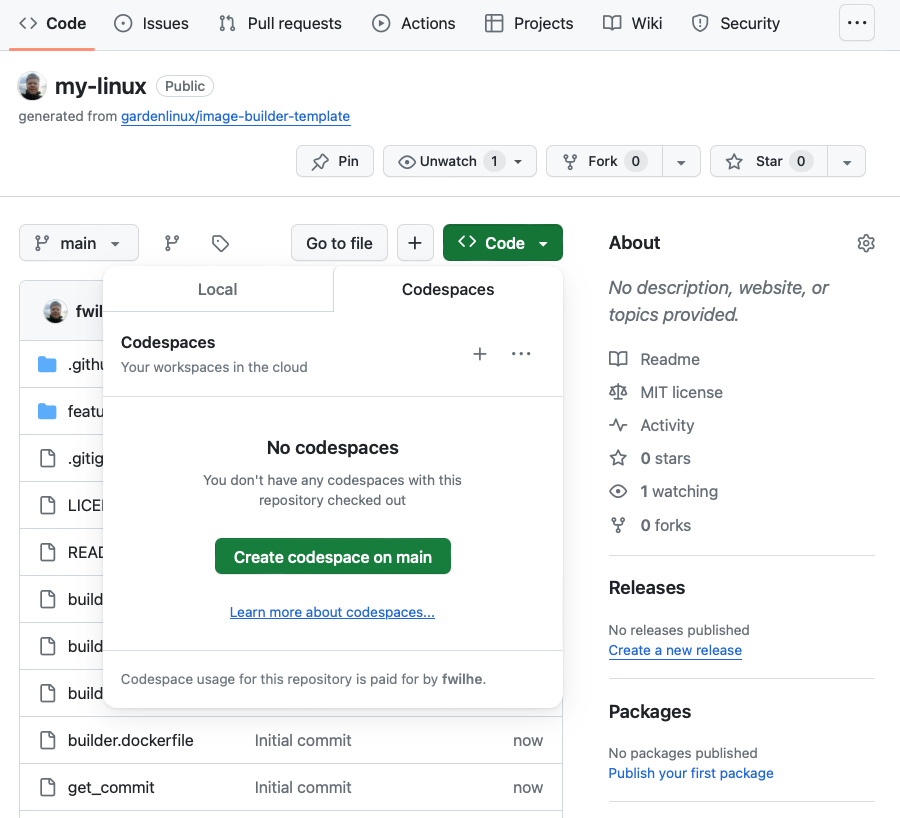 Code Issues Pull requests Actions Projects Wiki Security
my-linux Public
generated from gardenlinux/image-builder-template
Pin Unwatch 1 Fork 0 Star 0
main Go to file Code
Local Codespaces
Codespaces
Your workspaces in the cloud
No codespaces
You don't have any codespaces with this
repository checked out
Create codespace on main
Learn more about codespaces...
Codespace usage for this repository is paid for by fwilhe.
fwil
.githu
featu
.gitig
LICE
READ
build
build
build
builder.dockerfile Initial commit now
get_commit Initial commit now
About
No description, website, or
topics provided.
Readme
MIT license
Activity
0 stars
1 watching
0 forks
Releases
No releases published
Create a new release
Packages
No packages published
Publish your first package